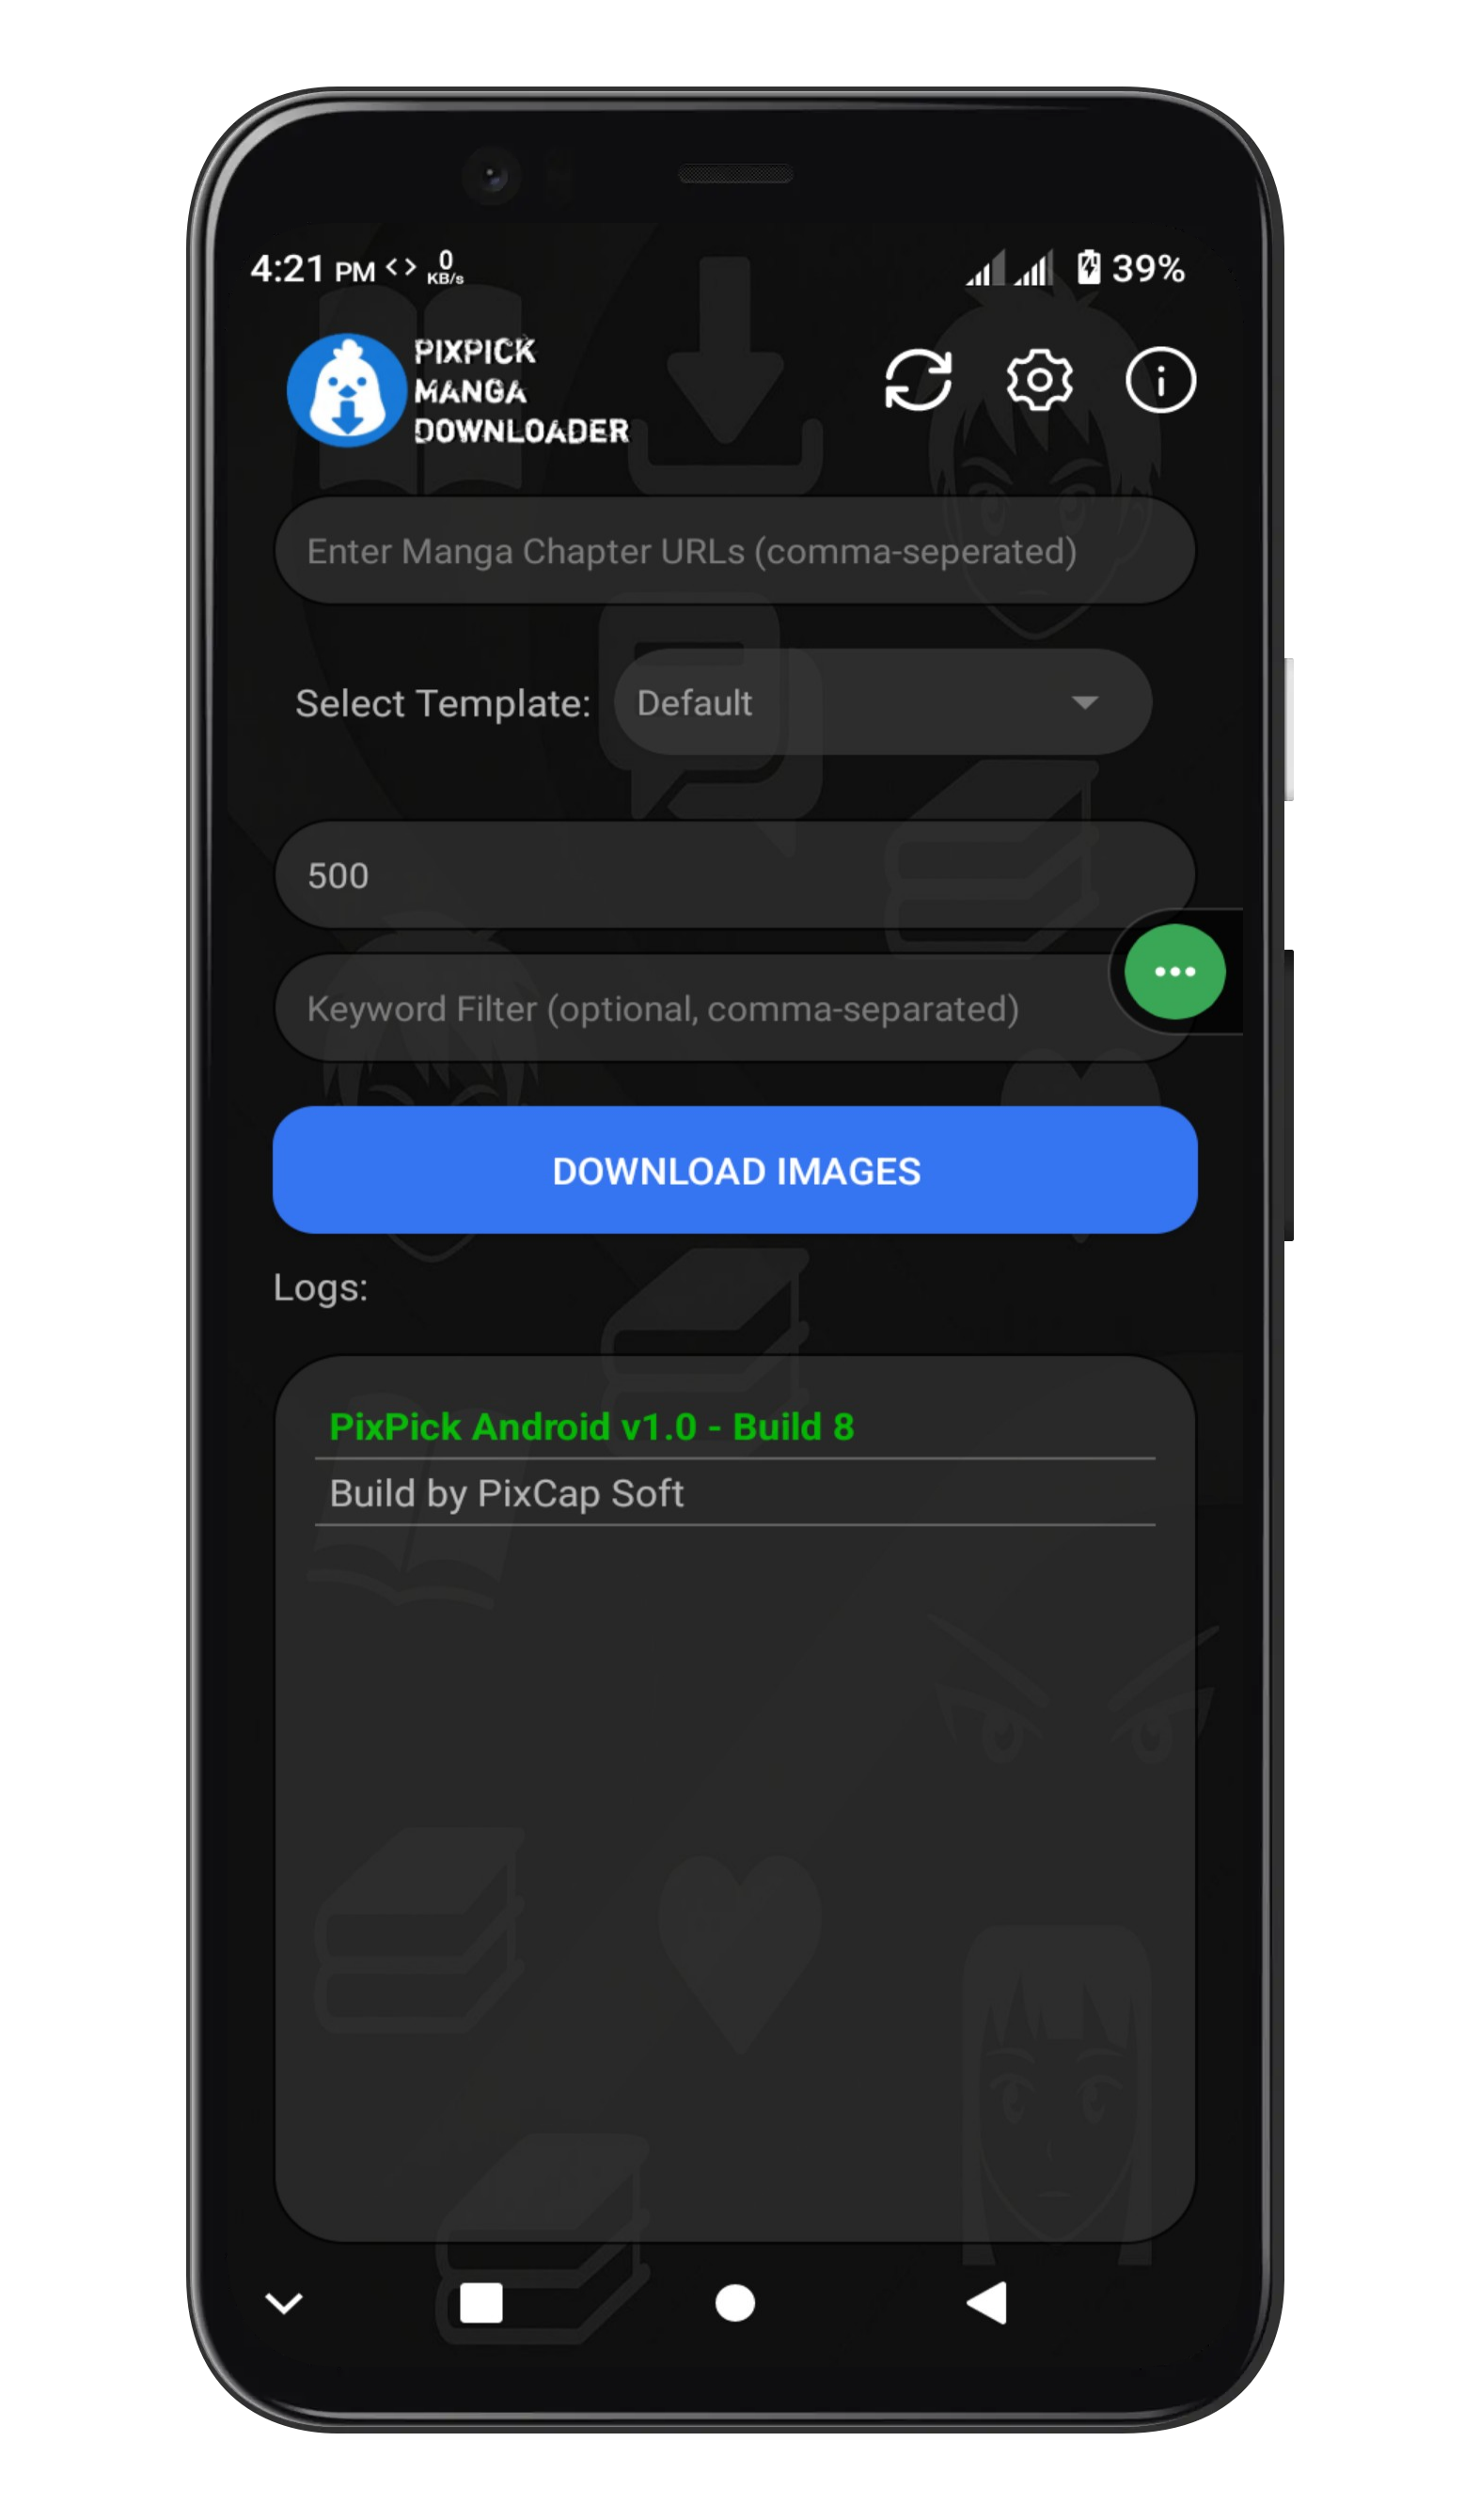 4:21 PM 0 KB/s 39%
PIXPICK
MANGA
DOWNLOADER
Enter Manga Chapter URLs (comma-seperated)
Select Template: Default
500
Keyword Filter (optional, comma-separated)
DOWNLOAD IMAGES
Logs:
PixPick Android v1.0 - Build 8
Build by PixCap Soft